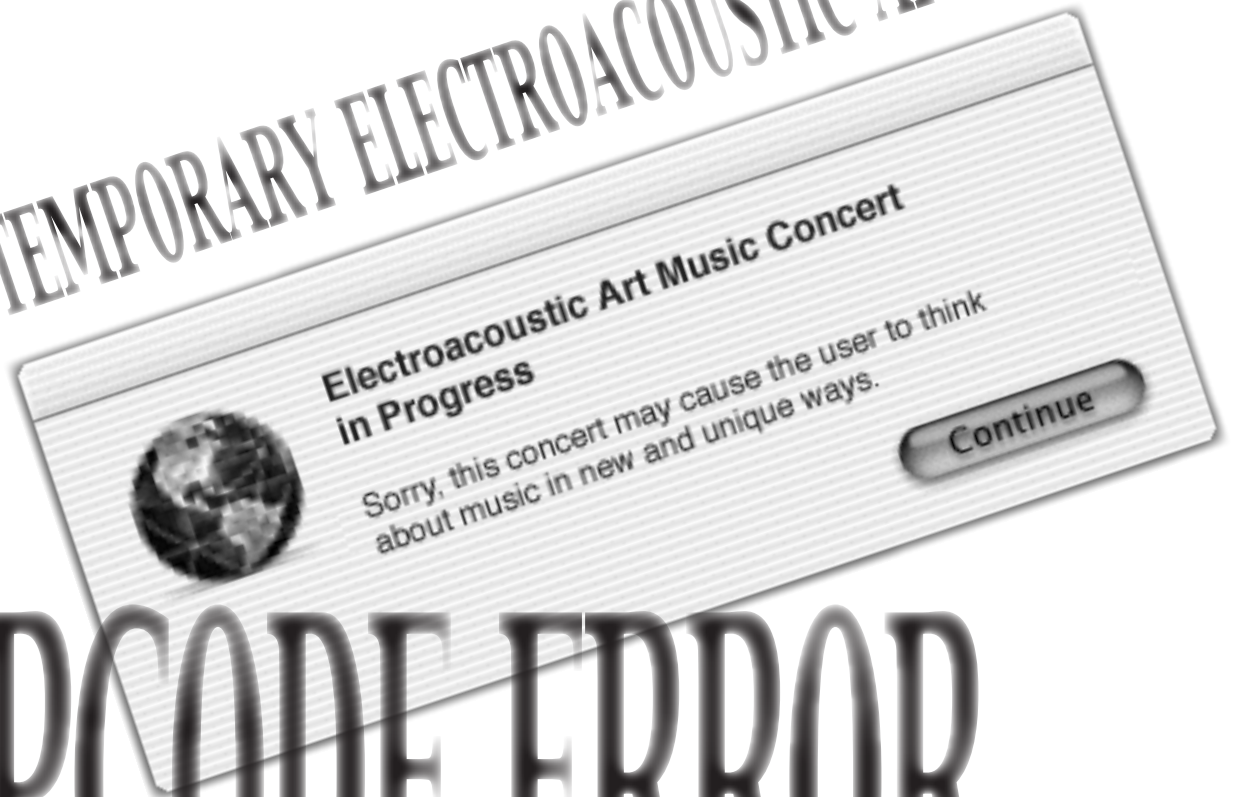 TEMPORARY ELECTROACOUSTIC
Electroacoustic Art Music Concert
in Progress
Sorry, this concert may cause the user to think
about music in new and unique ways.
Continue
PCODE ERROR